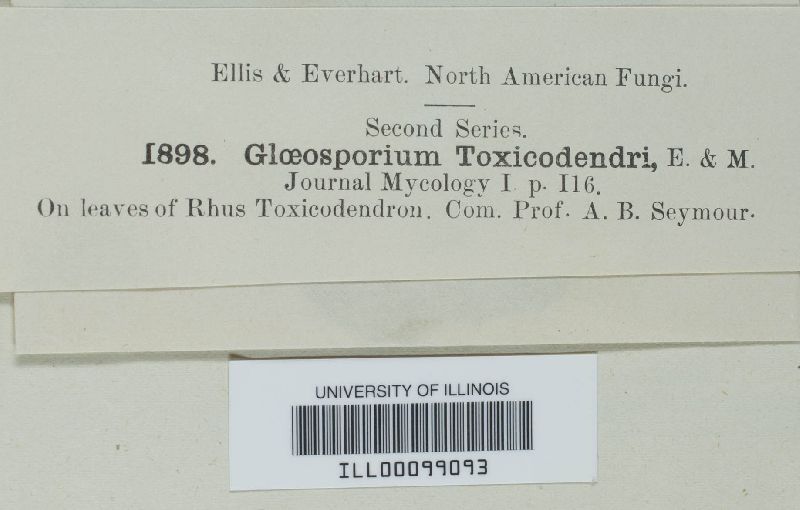 Ellis & Everhart. North American Fungi.
Second Series.
1898. Glœosporium Toxicodendri, E. & M.
Journal Mycology I. p. 116.
On leaves of Rhus Toxicodendron. Com. Prof. A. B. Seymour.
UNIVERSITY OF ILLINOIS
ILL00099093